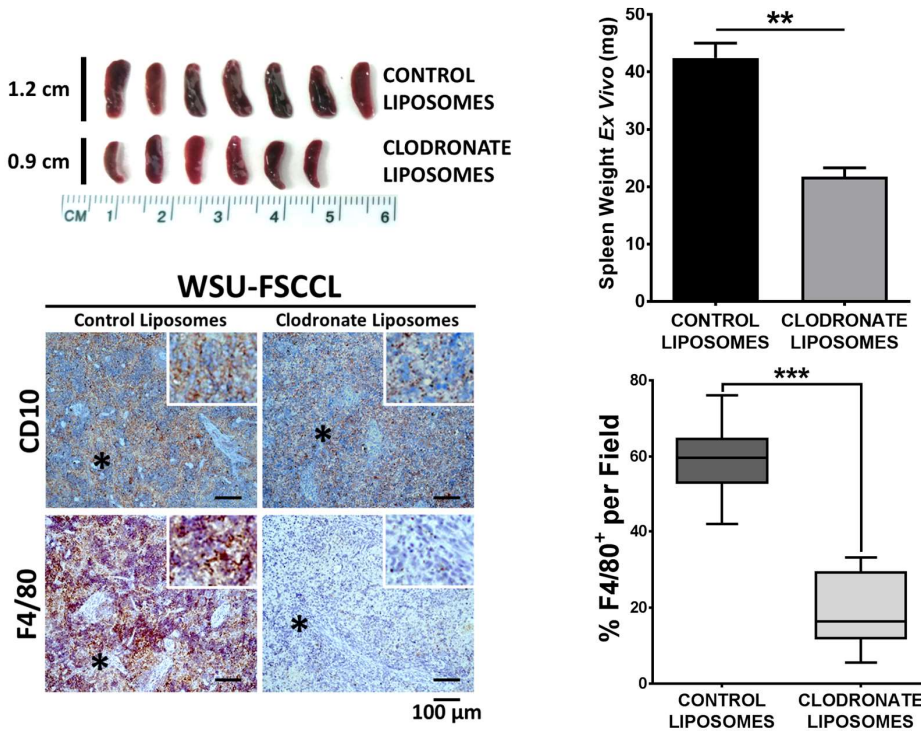 1.2 cm
CONTROL
LIPOSOMES
0.9 cm
CLODRONATE
LIPOSOMES
CM 1 2 3 4 5 6
WSU-FSCCL
Control Liposomes
Clodronate Liposomes
CD10
*
*
F4/80
*
*
100 µm
Spleen Weight Ex Vivo (mg)
50
40
30
20
10
0
**
CONTROL
LIPOSOMES
CLODRONATE
LIPOSOMES
% F4/80+ per Field
80
60
40
20
0
***
CONTROL
LIPOSOMES
CLODRONATE
LIPOSOMES